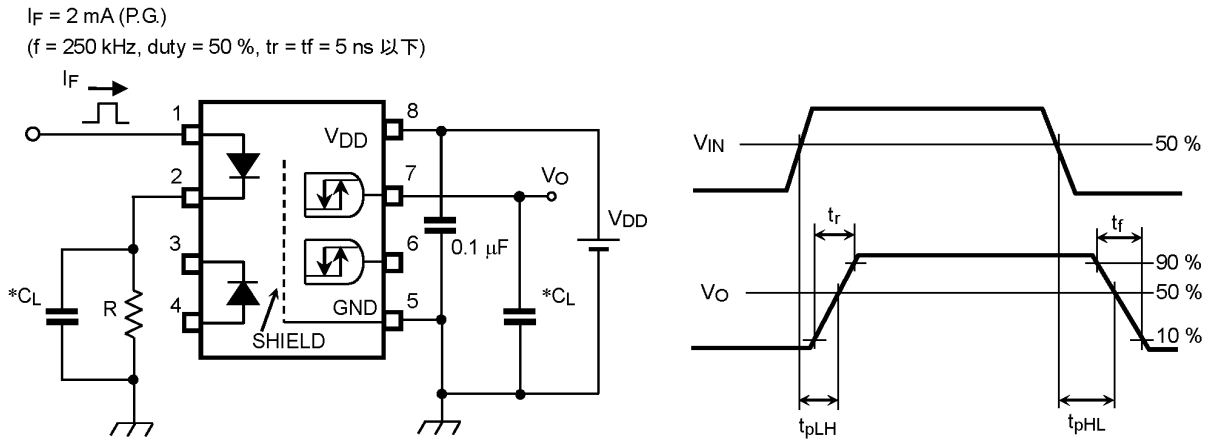 IF = 2 mA (P.G.)
(f = 250 kHz, duty = 50 %, tr = tf = 5 ns 以下)
IF
1
2
3
4
8
7
6
5
VDD
GND
SHIELD
*CL
R
0.1 μF
VO
VDD
*CL
VIN
50 %
tr
tf
90 %
VO
50 %
10 %
tpLH
tpHL